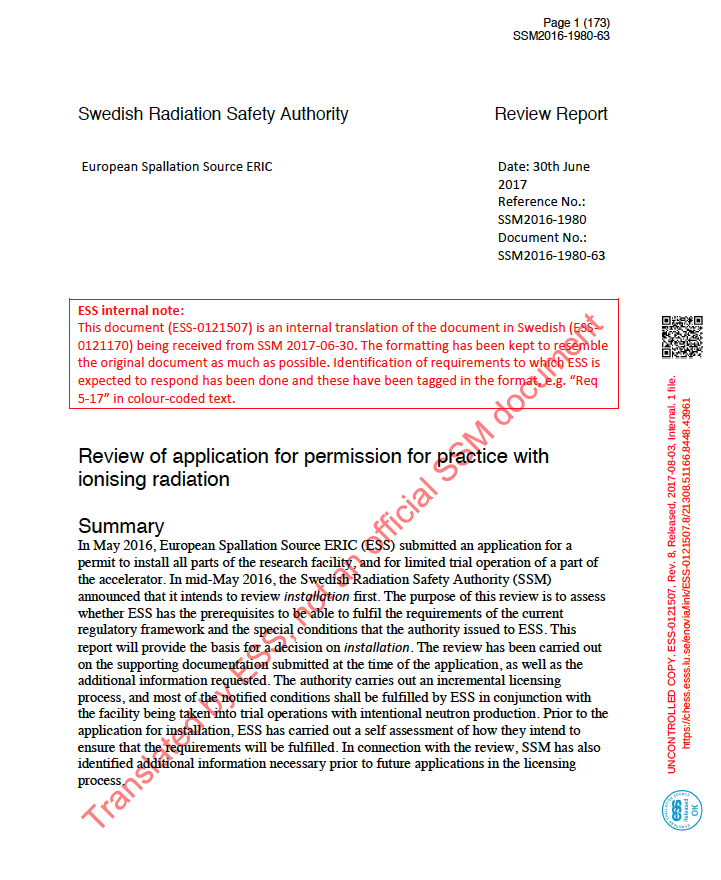 Page 1 (173)
SSM2016-1980-63
Swedish Radiation Safety Authority
Review Report
European Spallation Source ERIC
Date: 30th June
2017
Reference No.:
SSM2016-1980
Document No.:
SSM2016-1980-63
ESS internal note:
This document (ESS-0121507) is an internal translation of the document in Swedish (ESS-
0121170) being received from SSM 2017-06-30. The formatting has been kept to resemble
the original document as much as possible. Identification of requirements to which ESS is
expected to respond has been done and these have been tagged in the format, e.g. “Req
5-17” in colour-coded text.
Review of application for permission for practice with
ionising radiation
Summary
In May 2016, European Spallation Source ERIC (ESS) submitted an application for a
permit to install all parts of the research facility, and for limited trial operation of a part of
the accelerator. In mid-May 2016, the Swedish Radiation Safety Authority (SSM)
announced that it intends to review installation first. The purpose of this review is to assess
whether ESS has the prerequisites to be able to fulfil the requirements of the current
regulatory framework and the special conditions that the authority issued to ESS. This
report will provide the basis for a decision on installation. The review has been carried out
on the supporting documentation submitted at the time of the application, as well as the
additional information requested. The authority carries out an incremental licensing
process, and most of the notified conditions shall be fulfilled by ESS in conjunction with
the facility being taken into trial operations with intentional neutron production. Prior to the
application for installation, ESS has carried out a self assessment of how they intend to
ensure that the requirements will be fulfilled. In connection with the review, SSM has also
identified additional information necessary prior to future applications in the licensing
process.
Translated by ESS, not an official SSM document
UNCONTROLLED COPY. ESS-0121507, Rev. 8, Released, 2017-08-03, Internal. 1 file.
https://chess.esss.lu.se/enovia/link/ESS-0121507.8/21308.51166.8448.43961
EUROPEAN SPALLATION SOURCE
ess
Released
OK